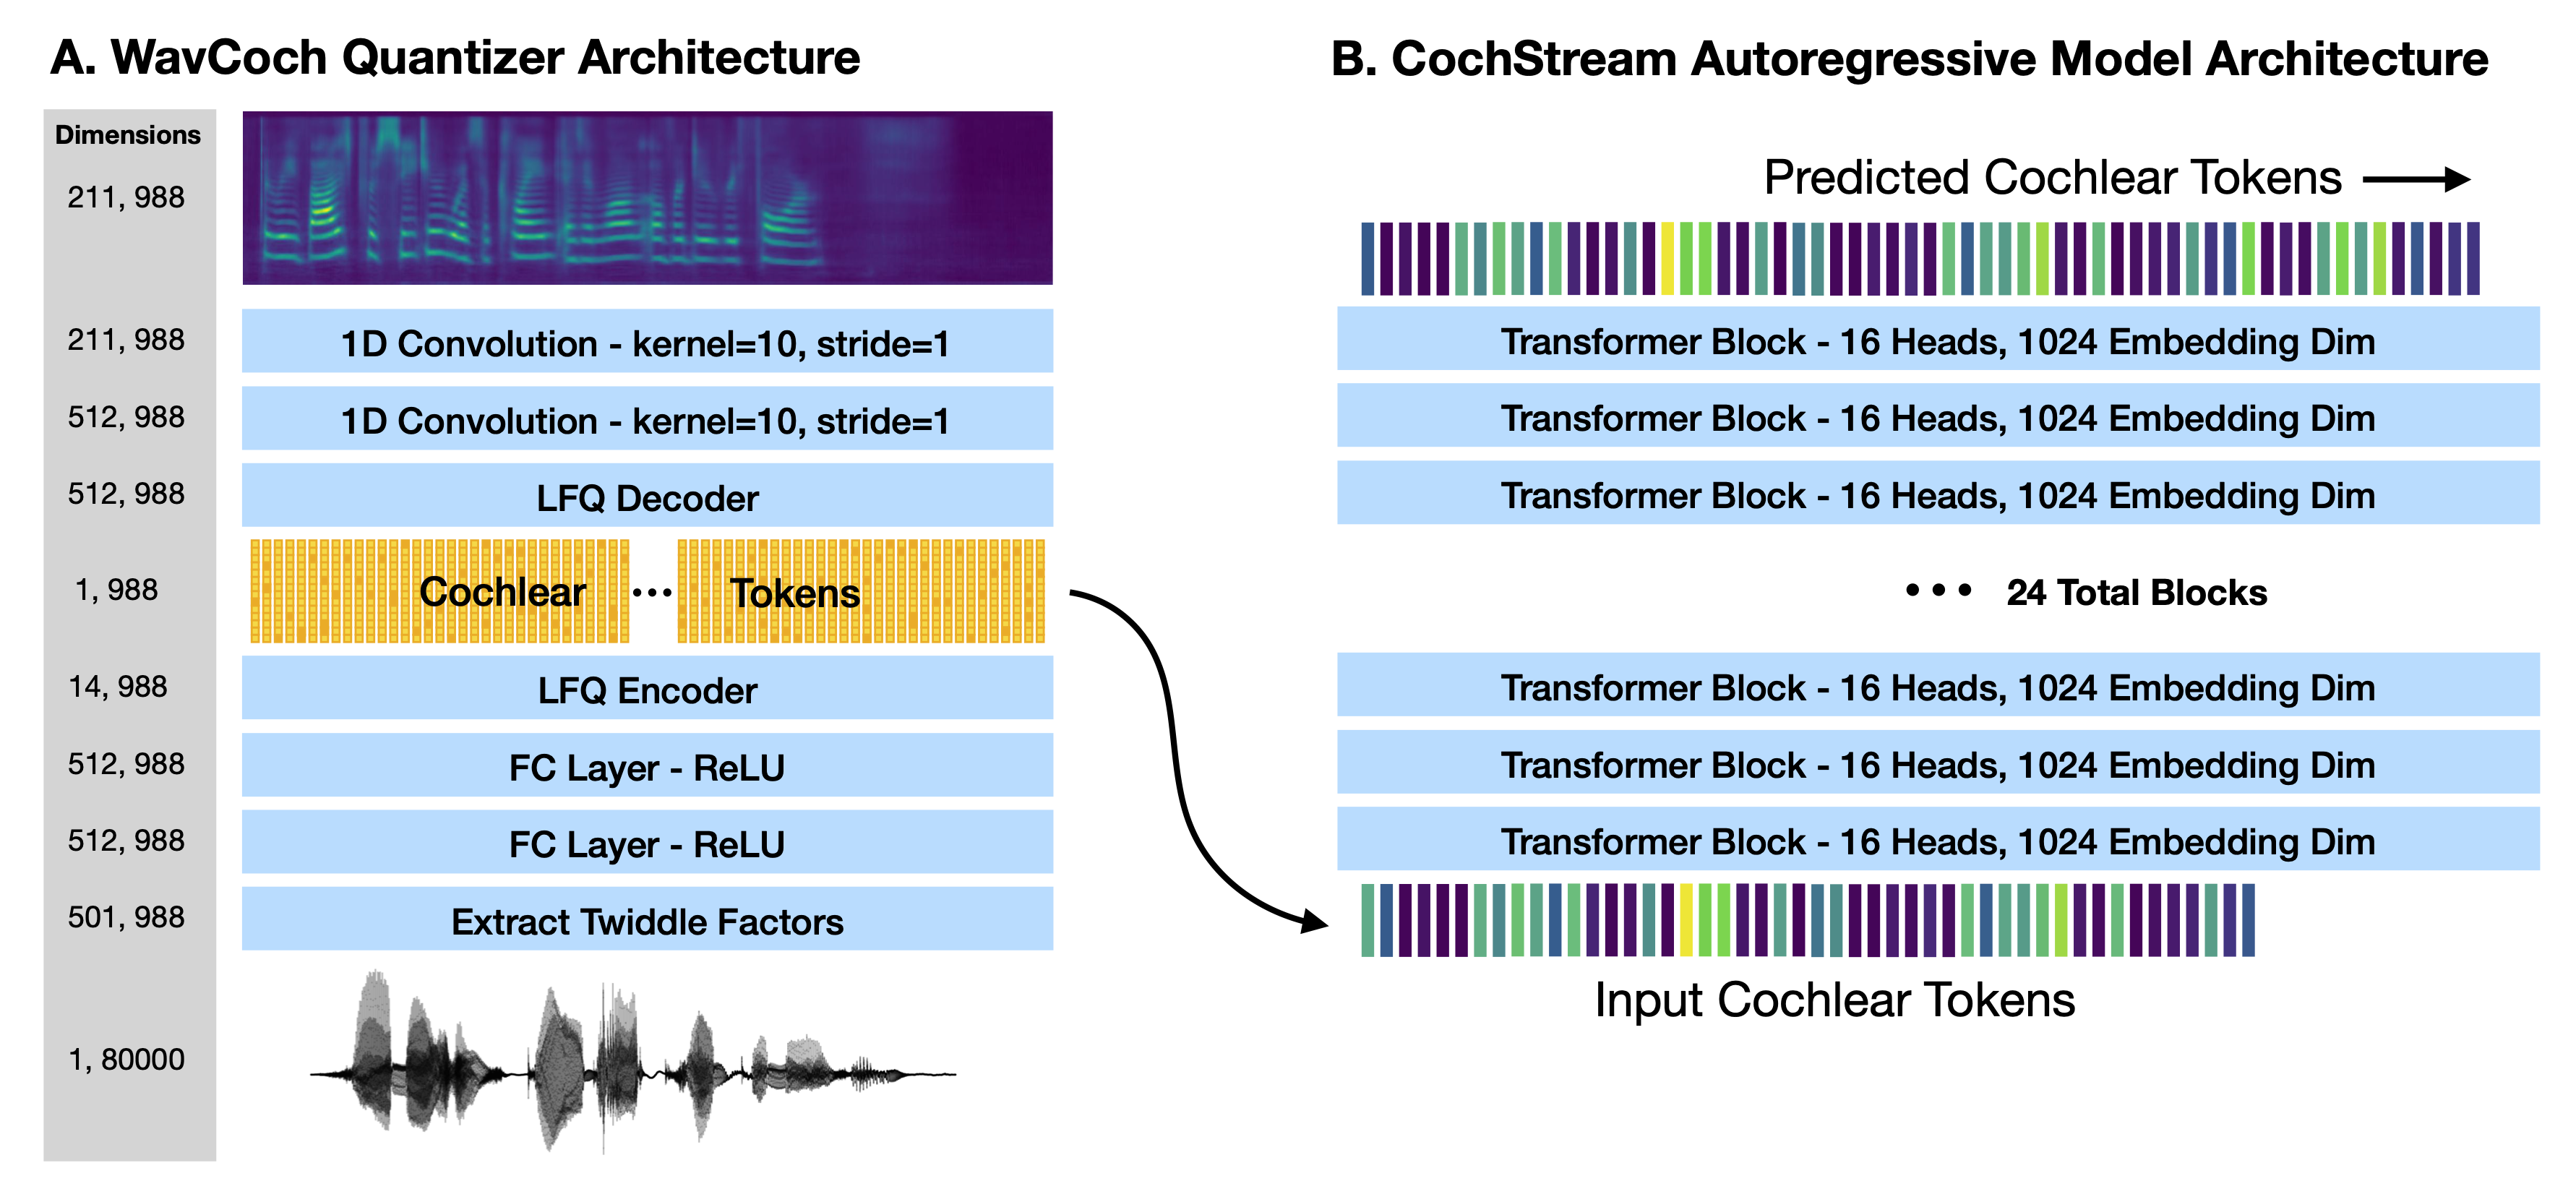 A. WavCoch Quantizer Architecture
Dimensions
211, 988
211, 988
1D Convolution - kernel=10, stride=1
512, 988
1D Convolution - kernel=10, stride=1
512, 988
LFQ Decoder
1, 988
Cochlear ... Tokens
14, 988
LFQ Encoder
512, 988
FC Layer - ReLU
512, 988
FC Layer - ReLU
501, 988
Extract Twiddle Factors
1, 80000
B. CochStream Autoregressive Model Architecture
Predicted Cochlear Tokens
Transformer Block - 16 Heads, 1024 Embedding Dim
Transformer Block - 16 Heads, 1024 Embedding Dim
Transformer Block - 16 Heads, 1024 Embedding Dim
... 24 Total Blocks
Transformer Block - 16 Heads, 1024 Embedding Dim
Transformer Block - 16 Heads, 1024 Embedding Dim
Transformer Block - 16 Heads, 1024 Embedding Dim
Input Cochlear Tokens